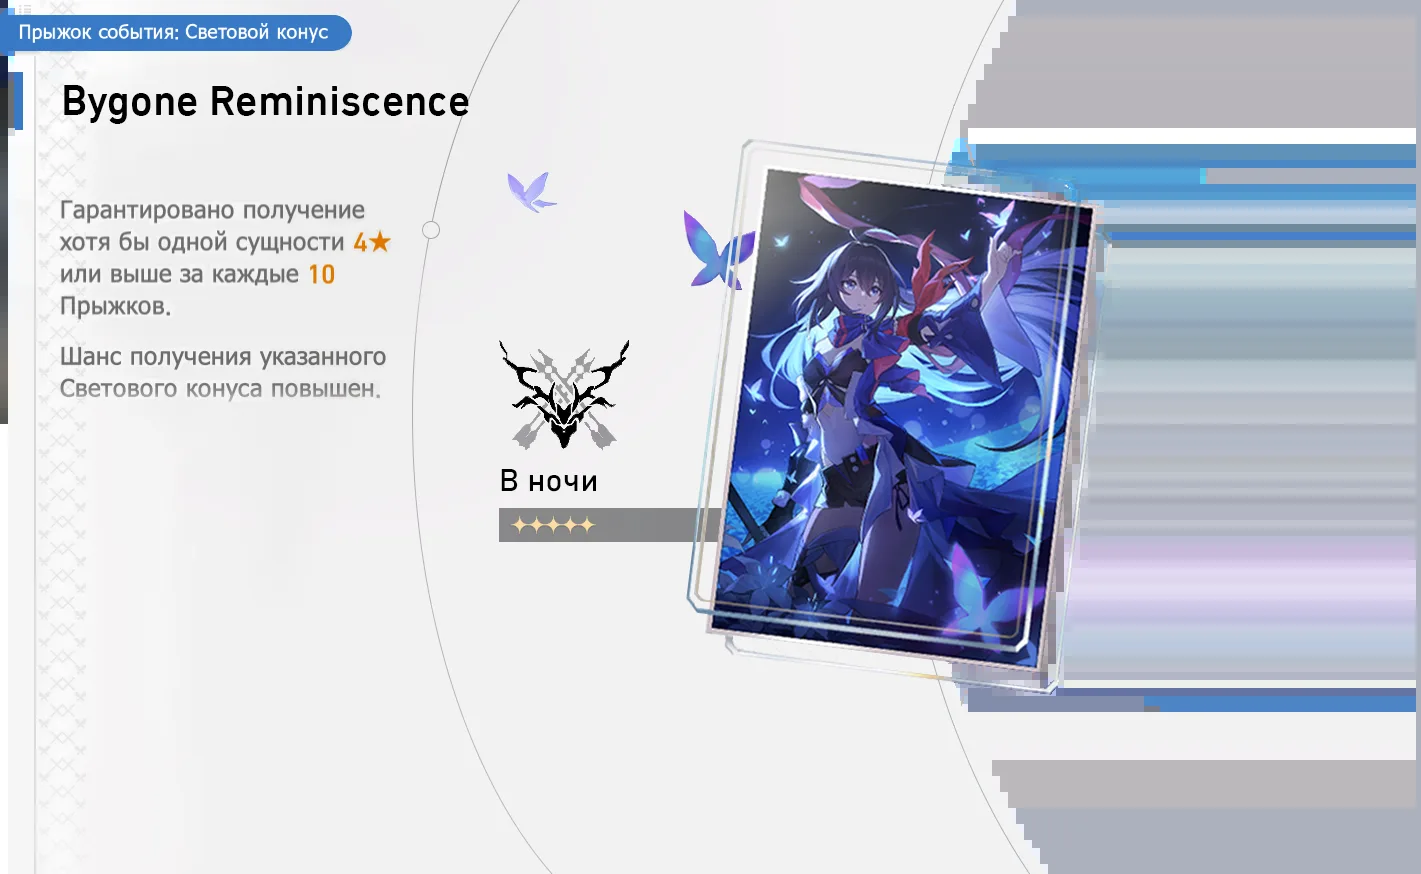 Прыжок события: Световой конус
Bygone Reminiscence
Гарантировано получение
хотя бы одной сущности 4★
или выше за каждые 10
Прыжков.
Шанс получения указанного
Светового конуса повышен.
В ночи